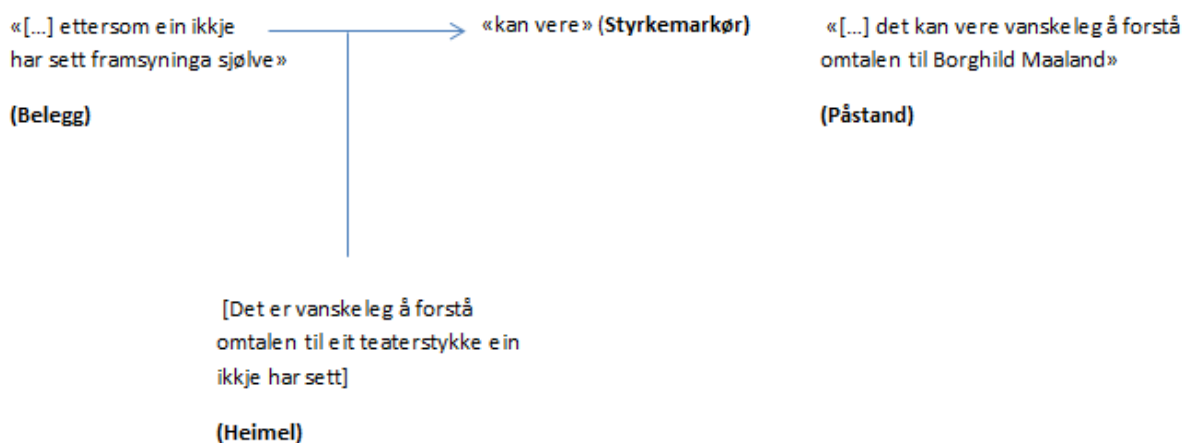 «[…] ettersom ein ikkje
har sett framsyninga sjølve»
(Belegg)
«kan vere» (Styrkemarkør)
«[…] det kan vere vanskeleg å forstå
omtalen til Borghild Maaland»
(Påstand)
[Det er vanskeleg å forstå
omtalen til eit teaterstykke ein
ikkje har sett]
(Heimel)